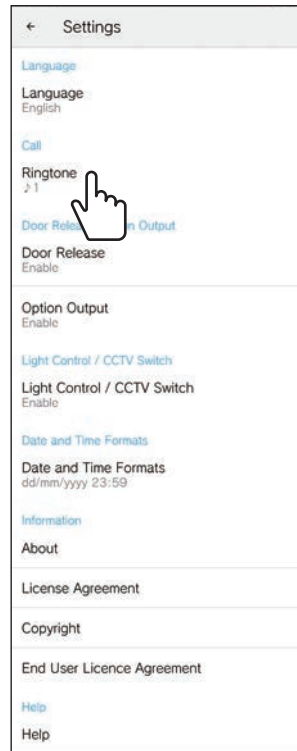 ← Settings
Language
Language
English
Call
Ringtone
♪1
Door Output
Door Release
Enable
Option Output
Enable
Light Control / CCTV Switch
Light Control / CCTV Switch
Enable
Date and Time Formats
Date and Time Formats
dd/mm/yyyy 23:59
Information
About
License Agreement
Copyright
End User Licence Agreement
Help
Help